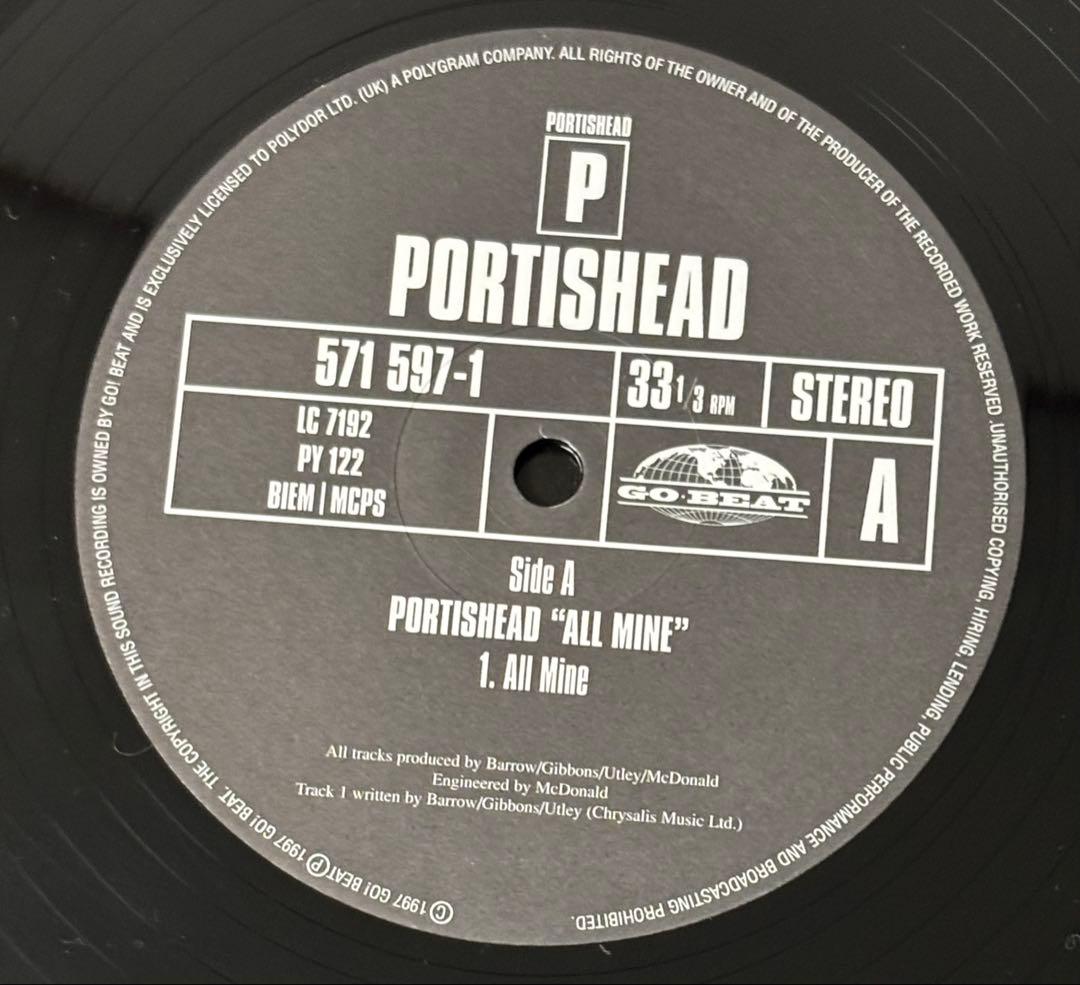 PORTISHEAD
P
PORTISHEAD
571 597-1
33 1/3 RPM
STEREO
LC 7192
PY 122
BIEM | MCPS
GO·BEAT
A
Side A
PORTISHEAD “ALL MINE”
1. All Mine
All tracks produced by Barrow/Gibbons/Utley/McDonald
Engineered by McDonald
Track 1 written by Barrow/Gibbons/Utley (Chrysalis Music Ltd.)
© 1997 GO! BEAT ℗ 1997 GO! BEAT. THE COPYRIGHT IN THIS SOUND RECORDING IS OWNED BY GO! BEAT AND IS EXCLUSIVELY LICENSED TO POLYDOR LTD. (UK) A POLYGRAM COMPANY. ALL RIGHTS OF THE OWNER AND OF THE PRODUCER OF THE RECORDED WORK RESERVED .UNAUTHORISED COPYING, HIRING, LENDING, PUBLIC PERFORMANCE AND BROADCASTING PROHIBITED.